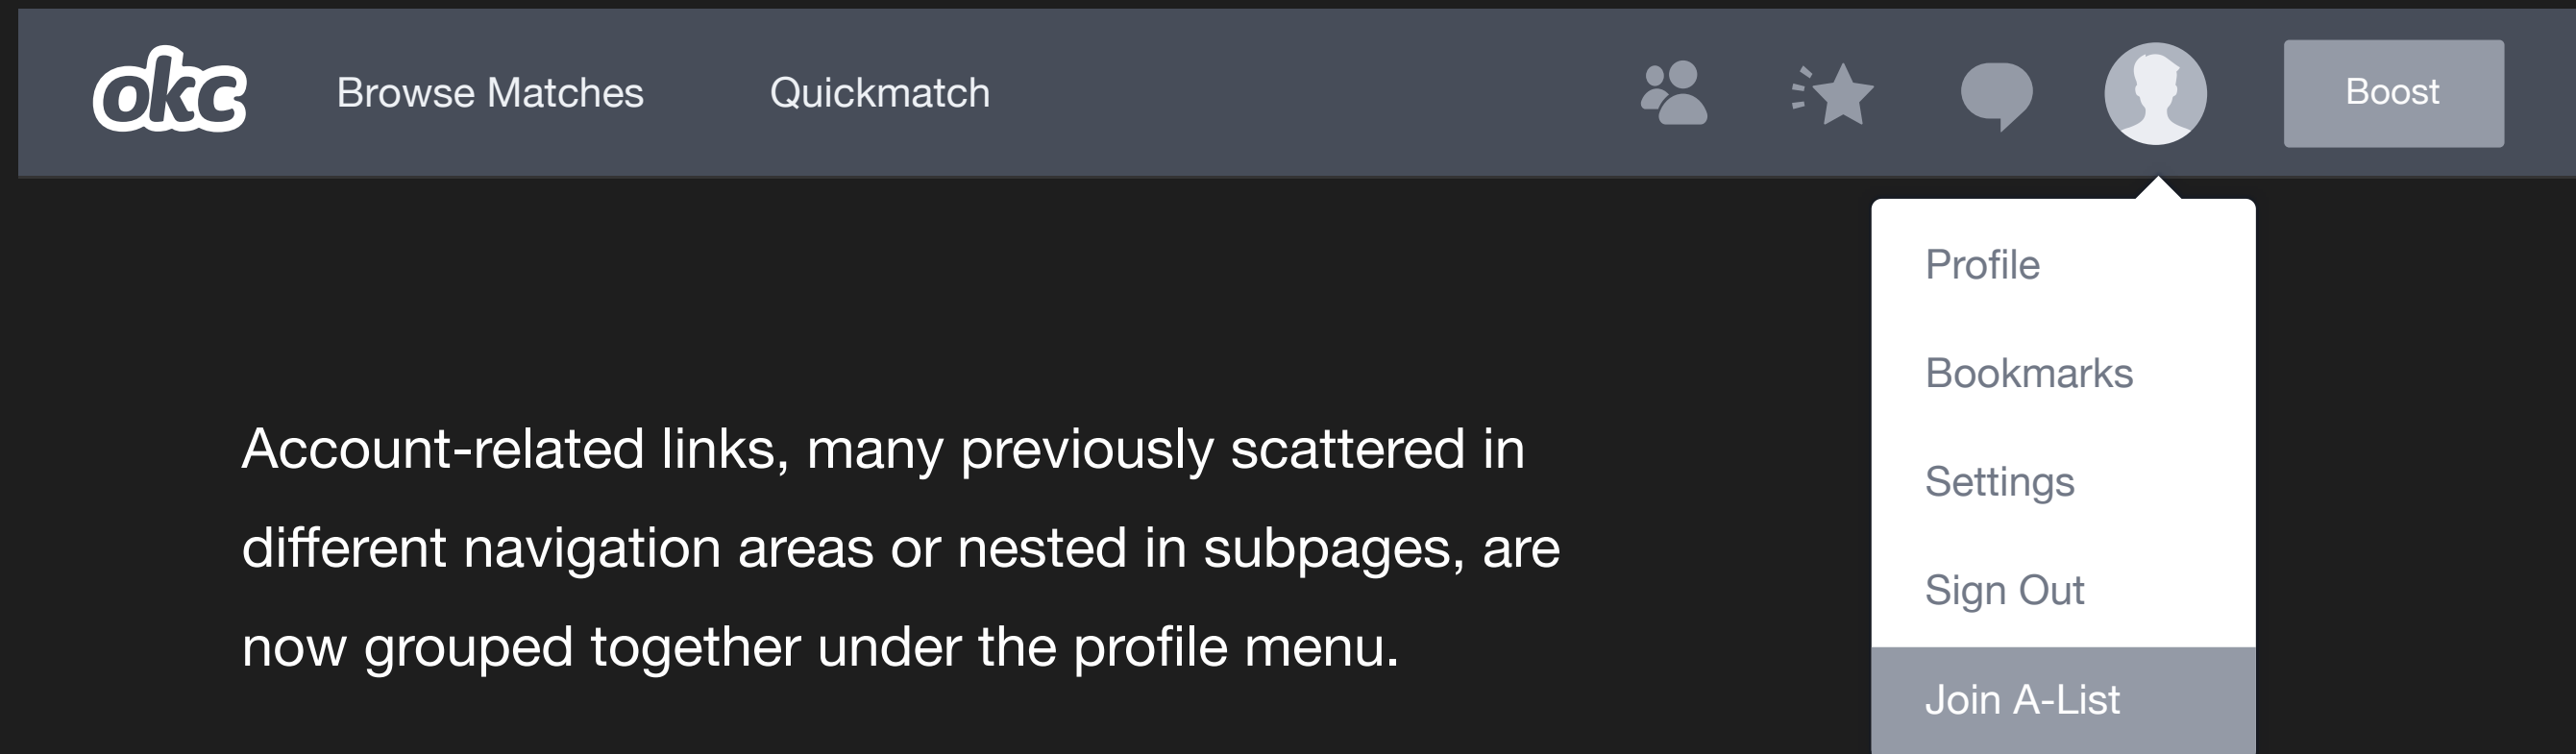 okc
Browse Matches
Quickmatch
Boost
Profile
Bookmarks
Settings
Sign Out
Join A-List
Account-related links, many previously scattered in
different navigation areas or nested in subpages, are
now grouped together under the profile menu.